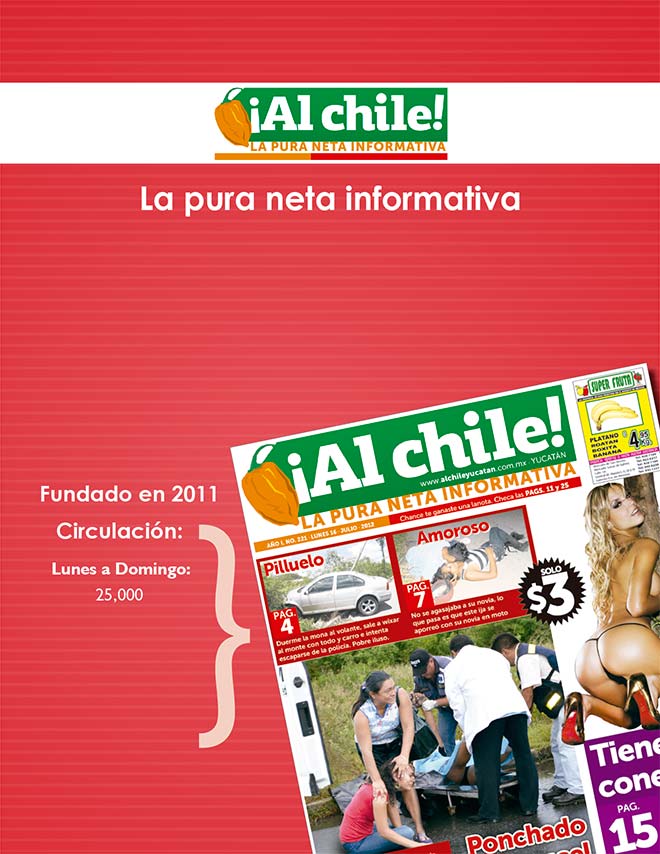 ¡Al chile!
LA PURA NETA INFORMATIVA
La pura neta informativa
Fundado en 2011
Circulación:
Lunes a Domingo:
25,000
¡Al chile!
www.alchileyucatan.com.mx · YUCATÁN
LA PURA NETA INFORMATIVA
AÑO I, NO. 221 · LUNES 16 · JULIO · 2012
Chance te ganaste una lanota. Checa las PAGS. 11 y 25
SUPER FRUTA
PLATANO
ROATAN
BOXITA
BANANA
$ 4.95
KGS
Pilluelo
PAG.
4
Duerme la mona al volante, sale a wixar
al monte con todo y carro e intenta
escaparse de la policía. Pobre iluso.
Amoroso
PAG.
7
No se agasajaba a su novia, lo
que pasa es que este ija se
aporreó con su novia en moto
SOLO
$3
Tiene
cone
PAG.
15
Ponchado